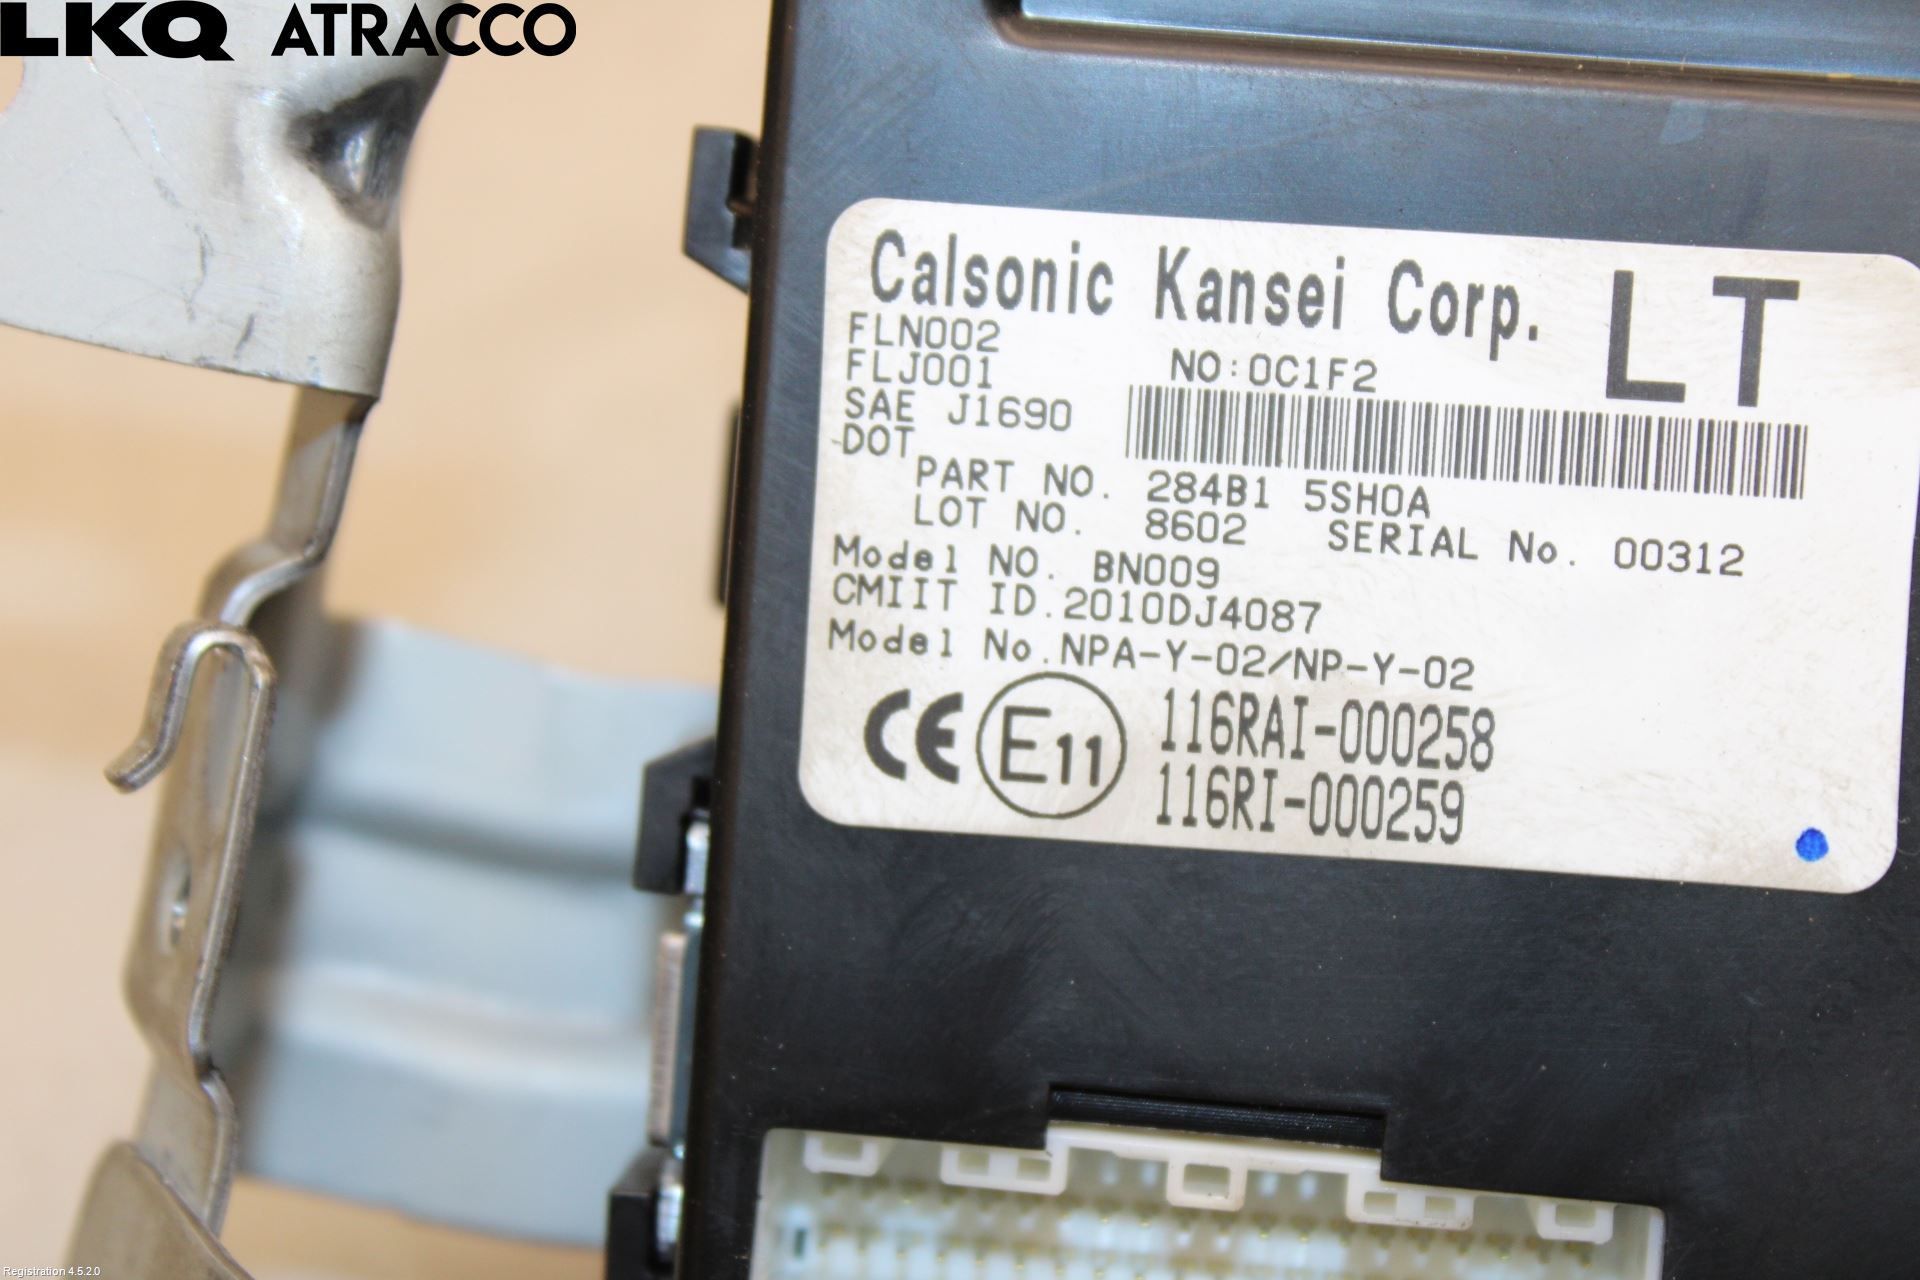 LKQ ATRACCO
Calsonic Kansei Corp. LT
FLN002
FLJ001 NO:0C1F2
SAE J1690
DOT
PART NO. 284B1 5SH0A
LOT NO. 8602 SERIAL No. 00312
Model NO. BN009
CMIIT ID.2010DJ4087
Model No.NPA-Y-02/NP-Y-02
CE E11 116RAI-000258
116RI-000259
Registration 4.5.2.0